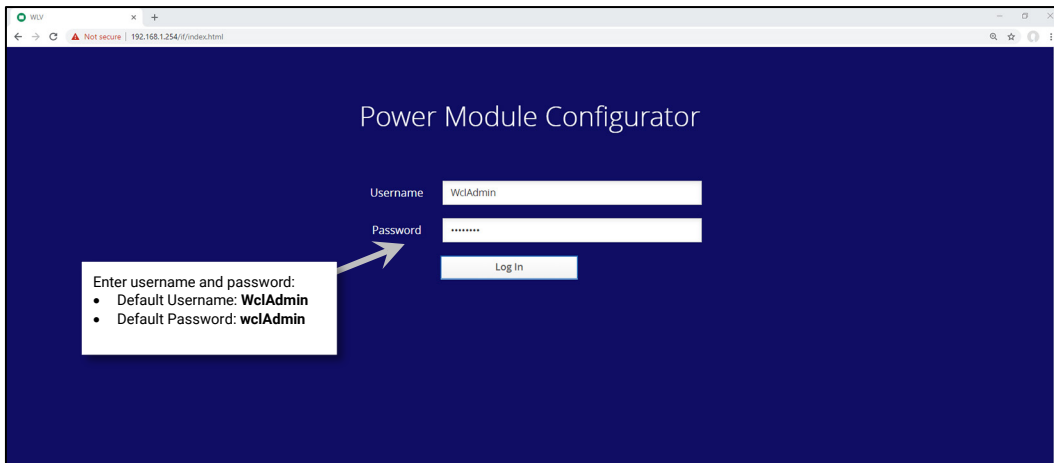 WLV
Not secure | 192.168.1.254/if/index.html
Power Module Configurator
Username WclAdmin
Password ••••••••
Log In
Enter username and password:
• Default Username: WclAdmin
• Default Password: wclAdmin